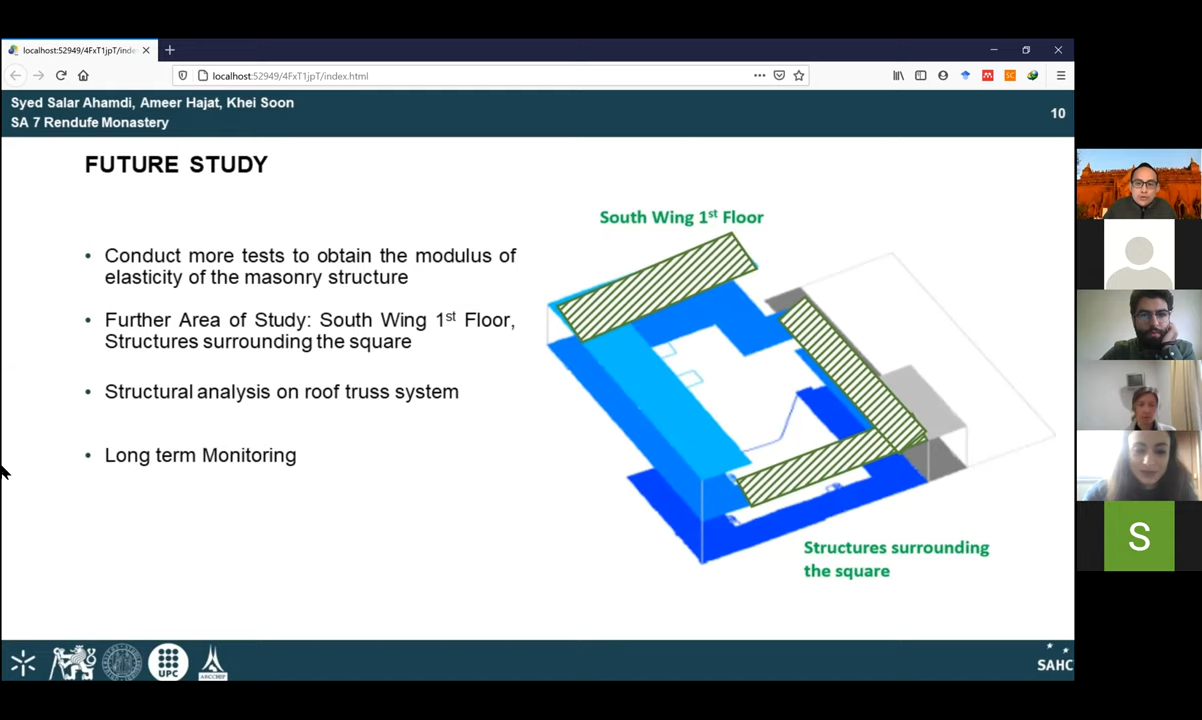 localhost:52949/4FxT1jpT/inde
localhost:52949/4FxT1jpT/index.html
SC
Syed Salar Ahamdi, Ameer Hajat, Khei Soon
SA 7 Rendufe Monastery
10
FUTURE STUDY
• Conduct more tests to obtain the modulus of
elasticity of the masonry structure
• Further Area of Study: South Wing 1st Floor,
Structures surrounding the square
• Structural analysis on roof truss system
• Long term Monitoring
South Wing 1st Floor
Structures surrounding
the square
S
UPC
SAHC